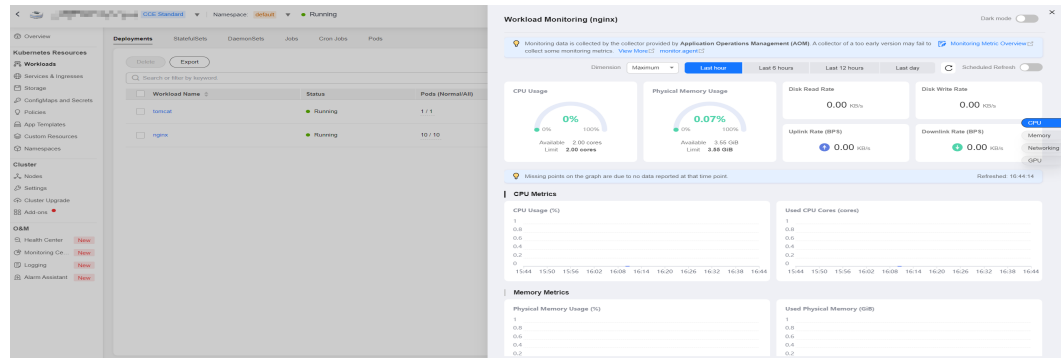 CCE Standard Namespace: default Running
Overview
Kubernetes Resources
Workloads
Services & Ingresses
Storage
ConfigMaps and Secrets
Policies
App Templates
Custom Resources
Namespaces
Cluster
Nodes
Settings
Cluster Upgrade
Add-ons
O&M
Health Center New
Monitoring Ce... New
Logging New
Alarm Assistant New
Deployments StatefulSets DaemonSets Jobs Cron Jobs Pods
Delete Export
Search or filter by keyword
Workload Name Status Pods (Normal/All)
tomcat Running 1 / 1
nginx Running 10 / 10
Workload Monitoring (nginx)
Dark mode
Monitoring data is collected by the collector provided by Application Operations Management (AOM). A collector of a too early version may fail to
collect some monitoring metrics. View More monitor agent
Monitoring Metric Overview
Dimension Maximum Last hour Last 6 hours Last 12 hours Last day Scheduled Refresh
CPU Usage
0%
0% 100%
Available 2.00 cores
Limit 2.00 cores
Physical Memory Usage
0.07%
0% 100%
Available 3.55 GiB
Limit 3.55 GiB
Disk Read Rate
0.00 KB/s
Disk Write Rate
0.00 KB/s
Uplink Rate (BPS)
0.00 KB/s
Downlink Rate (BPS)
0.00 KB/s
CPU
Memory
Networking
GPU
Missing points on the graph are due to no data reported at that time point. Refreshed: 16:44:14
CPU Metrics
CPU Usage (%)
1
0.8
0.6
0.4
0.2
0
15:44 15:50 15:56 16:02 16:08 16:14 16:20 16:26 16:32 16:38 16:44
Used CPU Cores (cores)
1
0.8
0.6
0.4
0.2
0
15:44 15:50 15:56 16:02 16:08 16:14 16:20 16:26 16:32 16:38 16:44
Memory Metrics
Physical Memory Usage (%)
1
0.8
0.6
0.4
0.2
Used Physical Memory (GiB)
1
0.8
0.6
0.4
0.2